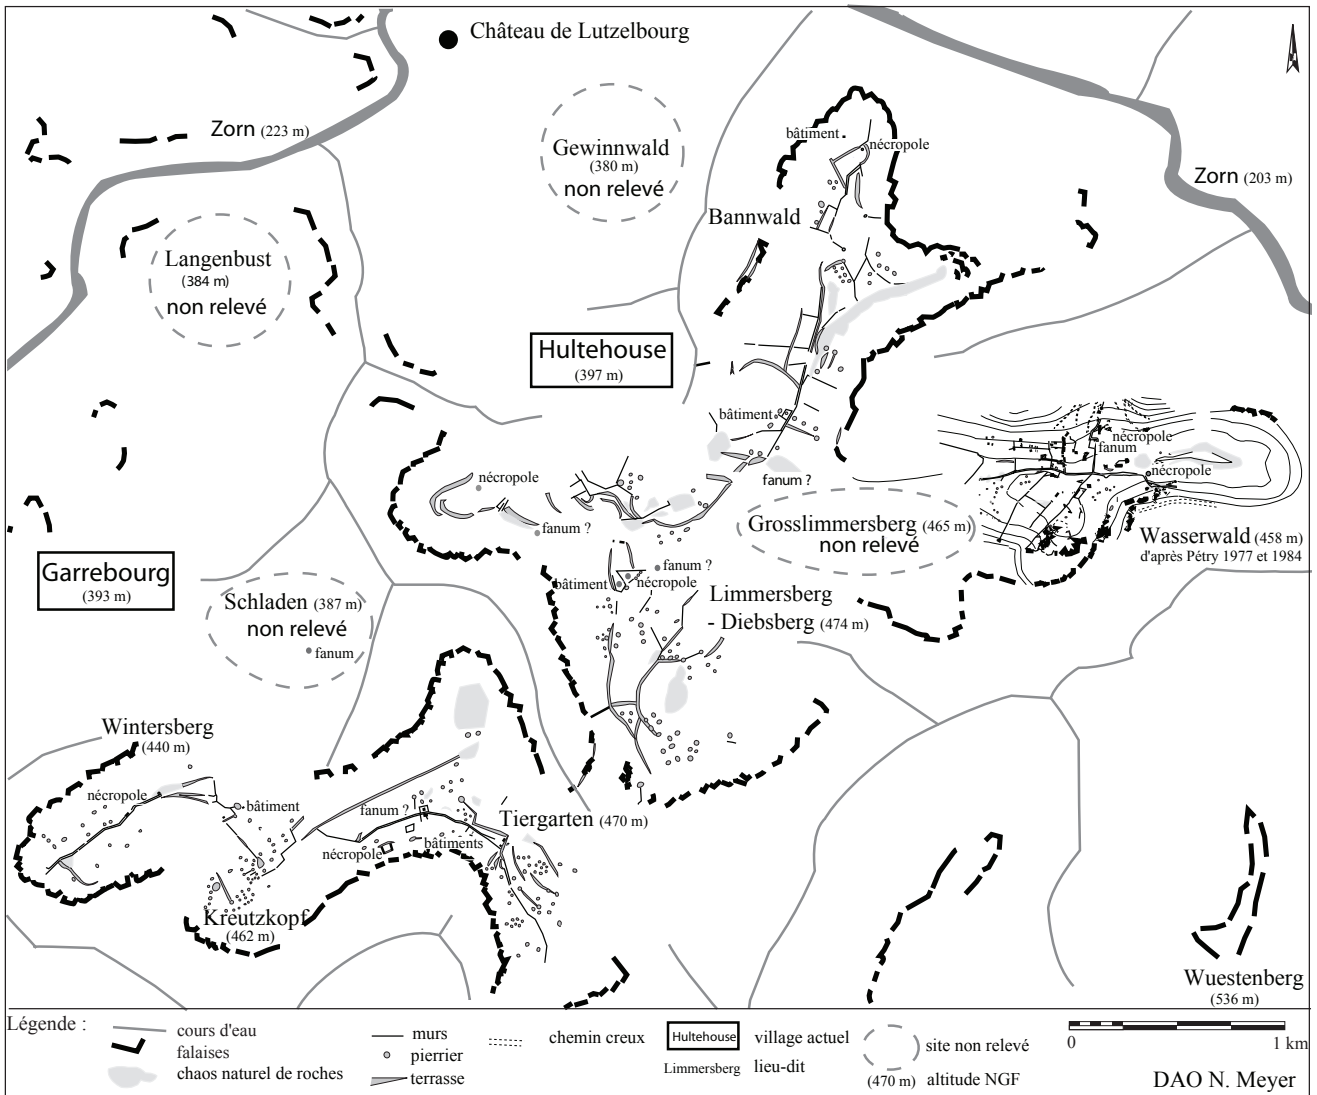 Château de Lutzelbourg
Zorn (223 m)
Gewinnwald
(380 m)
non relevé
bâtiment
nécropole
Zorn (203 m)
Bannwald
Langenbust
(384 m)
non relevé
Hultehouse
(397 m)
bâtiment
nécropole
fanum
nécropole
nécropole
fanum ?
fanum ?
Grosslimmersberg (465 m)
non relevé
Wasserwald (458 m)
d'après Pétry 1977 et 1984
Garrebourg
(393 m)
fanum ?
bâtiment
nécropole
Limmersberg
- Diebsberg (474 m)
Schladen (387 m)
non relevé
fanum
Wintersberg
(440 m)
nécropole
bâtiment
fanum ?
Tiergarten (470 m)
nécropole
bâtiments
Kreutzkopf
(462 m)
Wuestenberg
(536 m)
Légende :
cours d'eau
falaises
chaos naturel de roches
murs
pierrier
terrasse
chemin creux
Hultehouse
village actuel
Limmersberg
lieu-dit
site non relevé
(470 m)
altitude NGF
0
1 km
DAO N. Meyer